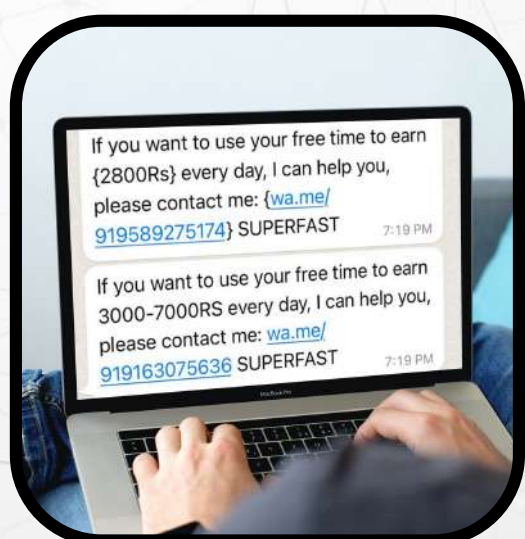 If you want to use your free time to earn
{2800Rs} every day, I can help you,
please contact me: {wa.me/
919589275174} SUPERFAST
7:19 PM
If you want to use your free time to earn
3000-7000RS every day, I can help you,
please contact me: wa.me/
919163075636 SUPERFAST
7:19 PM
MacBook Pro